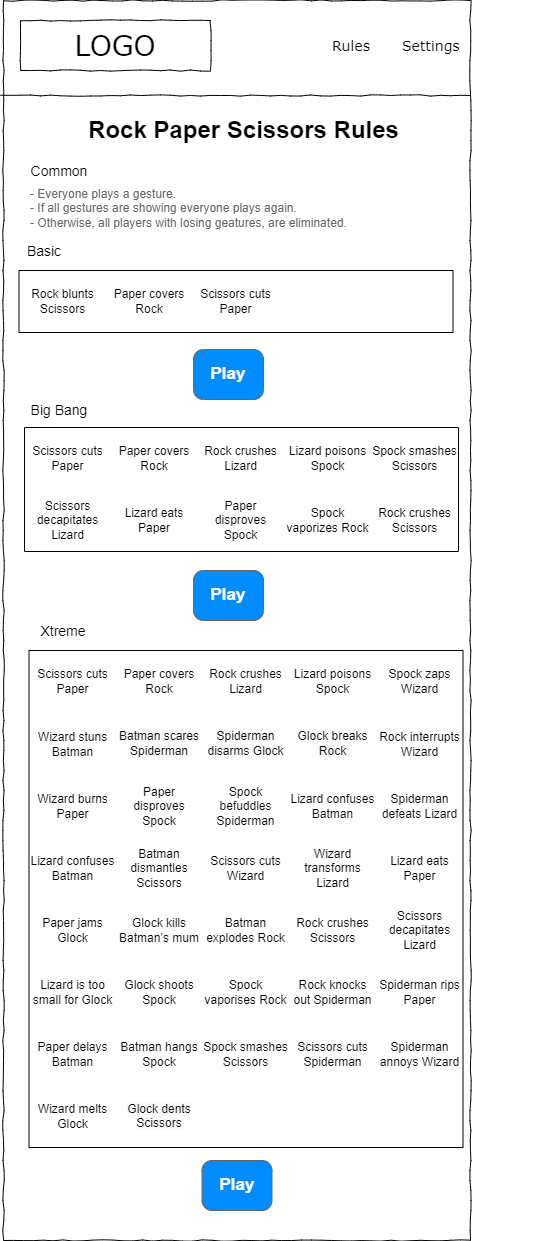 LOGO
Rules
Settings
Rock Paper Scissors Rules
Common
- Everyone plays a gesture.
- If all gestures are showing everyone plays again.
- Otherwise, all players with losing geatures, are eliminated.
Basic
Rock blunts
Scissors
Paper covers
Rock
Scissors cuts
Paper
Play
Big Bang
Scissors cuts
Paper
Paper covers
Rock
Rock crushes
Lizard
Lizard poisons
Spock
Spock smashes
Scissors
Scissors
decapitates
Lizard
Lizard eats
Paper
Paper
disproves
Spock
Spock
vaporizes Rock
Rock crushes
Scissors
Play
Xtreme
Scissors cuts
Paper
Paper covers
Rock
Rock crushes
Lizard
Lizard poisons
Spock
Spock zaps
Wizard
Wizard stuns
Batman
Batman scares
Spiderman
Spiderman
disarms Glock
Glock breaks
Rock
Rock interrupts
Wizard
Wizard burns
Paper
Paper
disproves
Spock
Spock
befuddles
Spiderman
Lizard confuses
Batman
Spiderman
defeats Lizard
Lizard confuses
Batman
Batman
dismantles
Scissors
Scissors cuts
Wizard
Wizard
transforms
Lizard
Lizard eats
Paper
Paper jams
Glock
Glock kills
Batman's mum
Batman
explodes Rock
Rock crushes
Scissors
Scissors
decapitates
Lizard
Lizard is too
small for Glock
Glock shoots
Spock
Spock
vaporises Rock
Rock knocks
out Spiderman
Spiderman rips
Paper
Paper delays
Batman
Batman hangs
Spock
Spock smashes
Scissors
Scissors cuts
Spiderman
Spiderman
annoys Wizard
Wizard melts
Glock
Glock dents
Scissors
Play